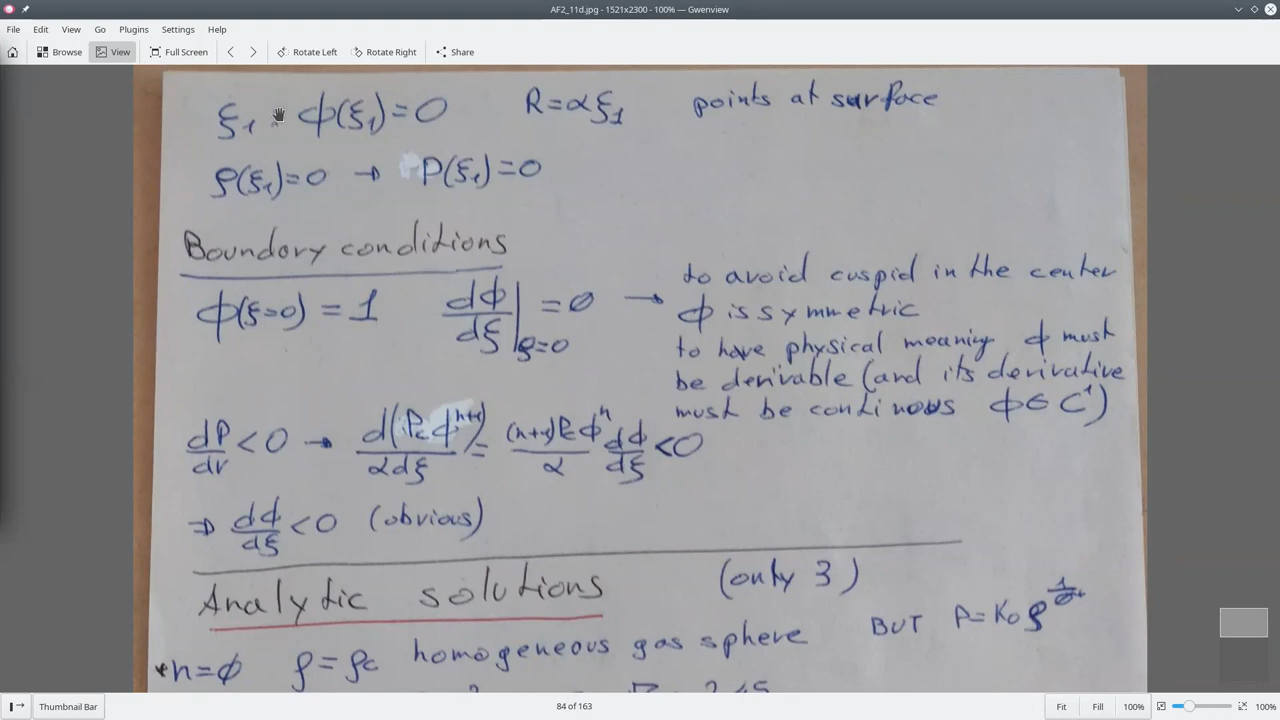 AF2_11d.jpg - 1521x2300 - 100% — Gwenview
File Edit View Go Plugins Settings Help
Browse View Full Screen Rotate Left Rotate Right Share
ξ₁ : ϕ(ξ₁)=0 R=αξ₁ points at surface
ρ(ξ₁)=0 → P(ξ₁)=0
Boundary conditions
ϕ(ξ=0) = 1 dϕ/dξ|ξ=0 = 0 → to avoid cuspid in the center
ϕ is symmetric
to have physical meaning ϕ must
be derivable (and its derivative
must be continous ϕ∈C¹)
dP/dr <0 → d(Pcϕⁿ⁺¹)/αdξ = (n+1)Pcϕⁿ/α dϕ/dξ <0
⇒ dϕ/dξ <0 (obvious)
Analytic solutions (only 3)
•n=ϕ ρ=ρc homogeneous gas sphere BUT P=K₀ρ
Thumbnail Bar 84 of 163 Fit Fill 100% 100%